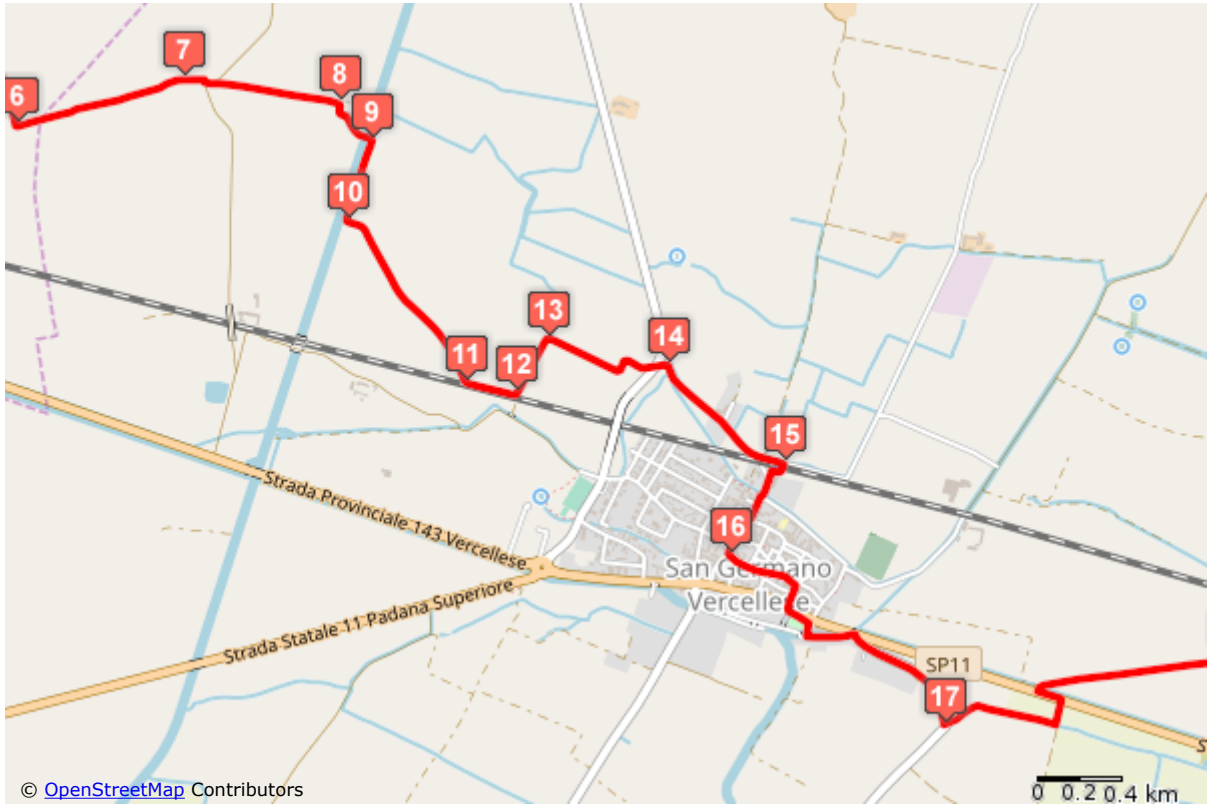 6
7
8
9
10
11
12
13
14
15
16
17
Strada Provinciale 143 Vercellese
Strada Statale 11 Padana Superiore
San Germano
Vercellese
SP11
S
© OpenStreetMap Contributors
0 0.2 0.4 km